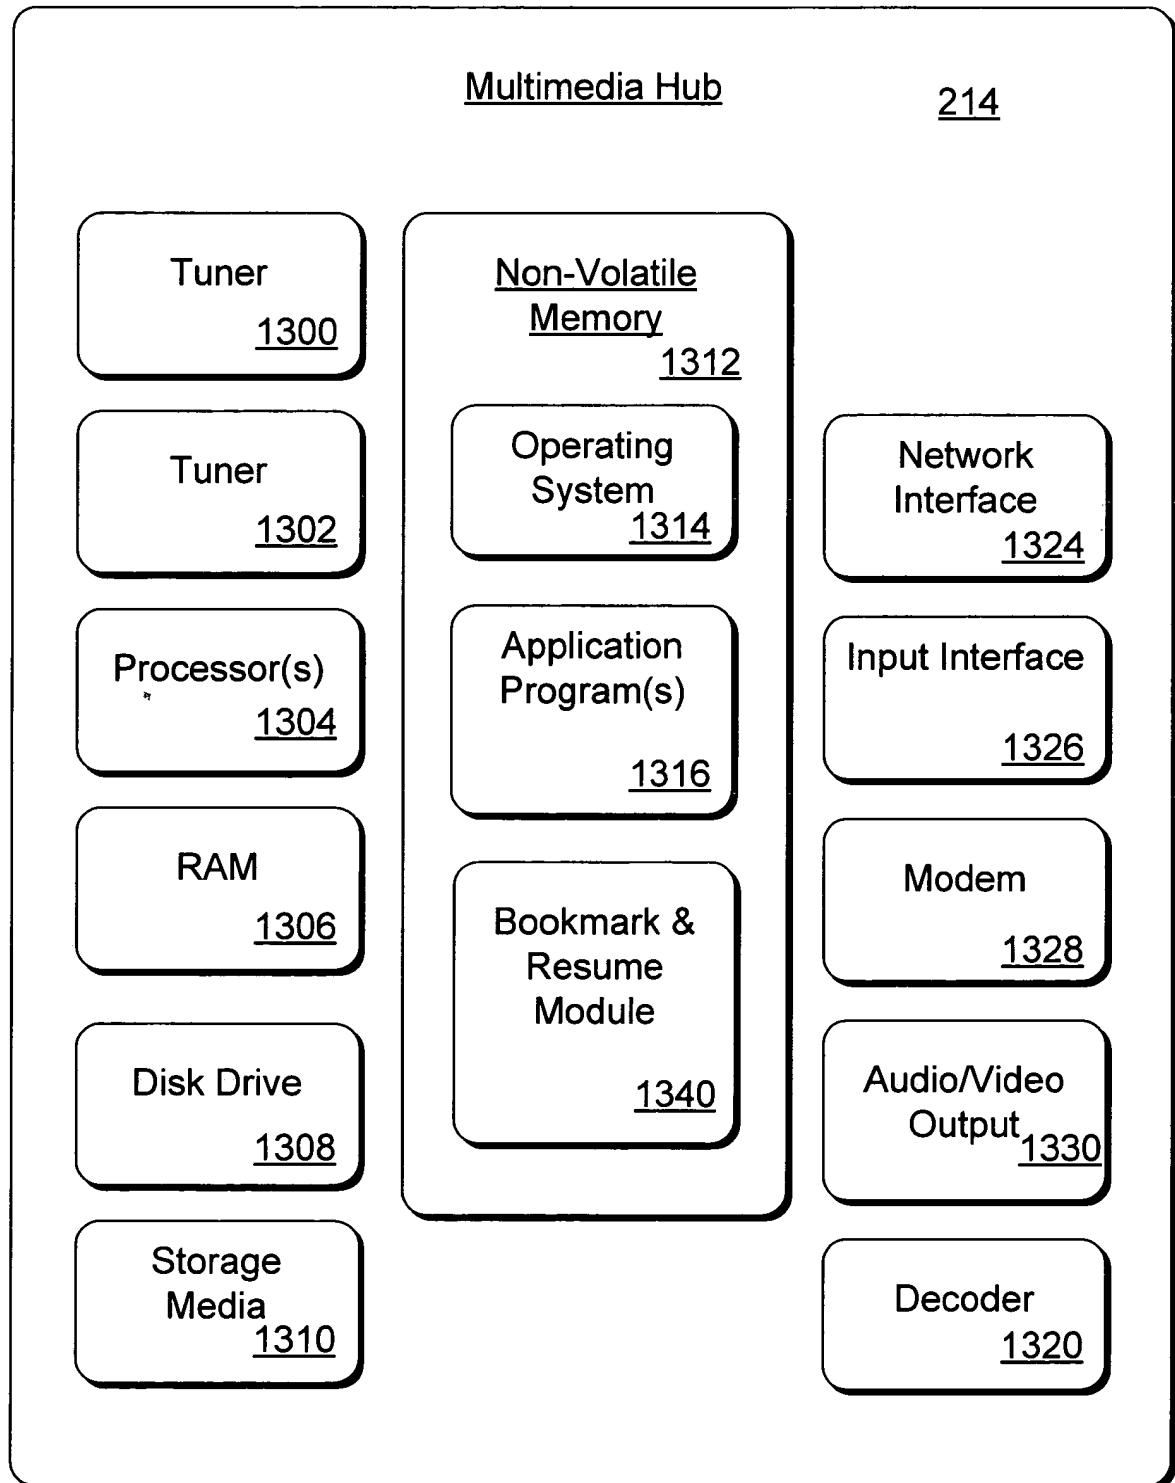 Multimedia Hub
214
Tuner
1300
Tuner
1302
Processor(s)
1304
RAM
1306
Disk Drive
1308
Storage
Media
1310
Non-Volatile
Memory
1312
Operating
System
1314
Application
Program(s)
1316
Bookmark &
Resume
Module
1340
Network
Interface
1324
Input Interface
1326
Modem
1328
Audio/Video
Output
1330
Decoder
1320